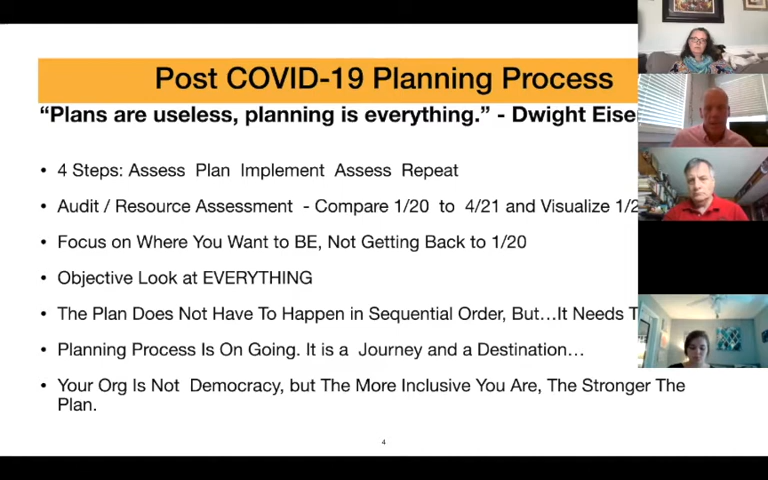 Post COVID-19 Planning Process
“Plans are useless, planning is everything.” - Dwight
• 4 Steps: Assess Plan Implement Assess Repeat
• Audit / Resource Assessment - Compare 1/20 to 4/21 and Visualize
• Focus on Where You Want to BE, Not Getting Back to 1/20
• Objective Look at EVERYTHING
• The Plan Does Not Have To Happen in Sequential Order, But…It Needs
• Planning Process Is On Going. It is a Journey and a Destination…
• Your Org Is Not Democracy, but The More Inclusive You Are, The Stronger The
Plan.
4